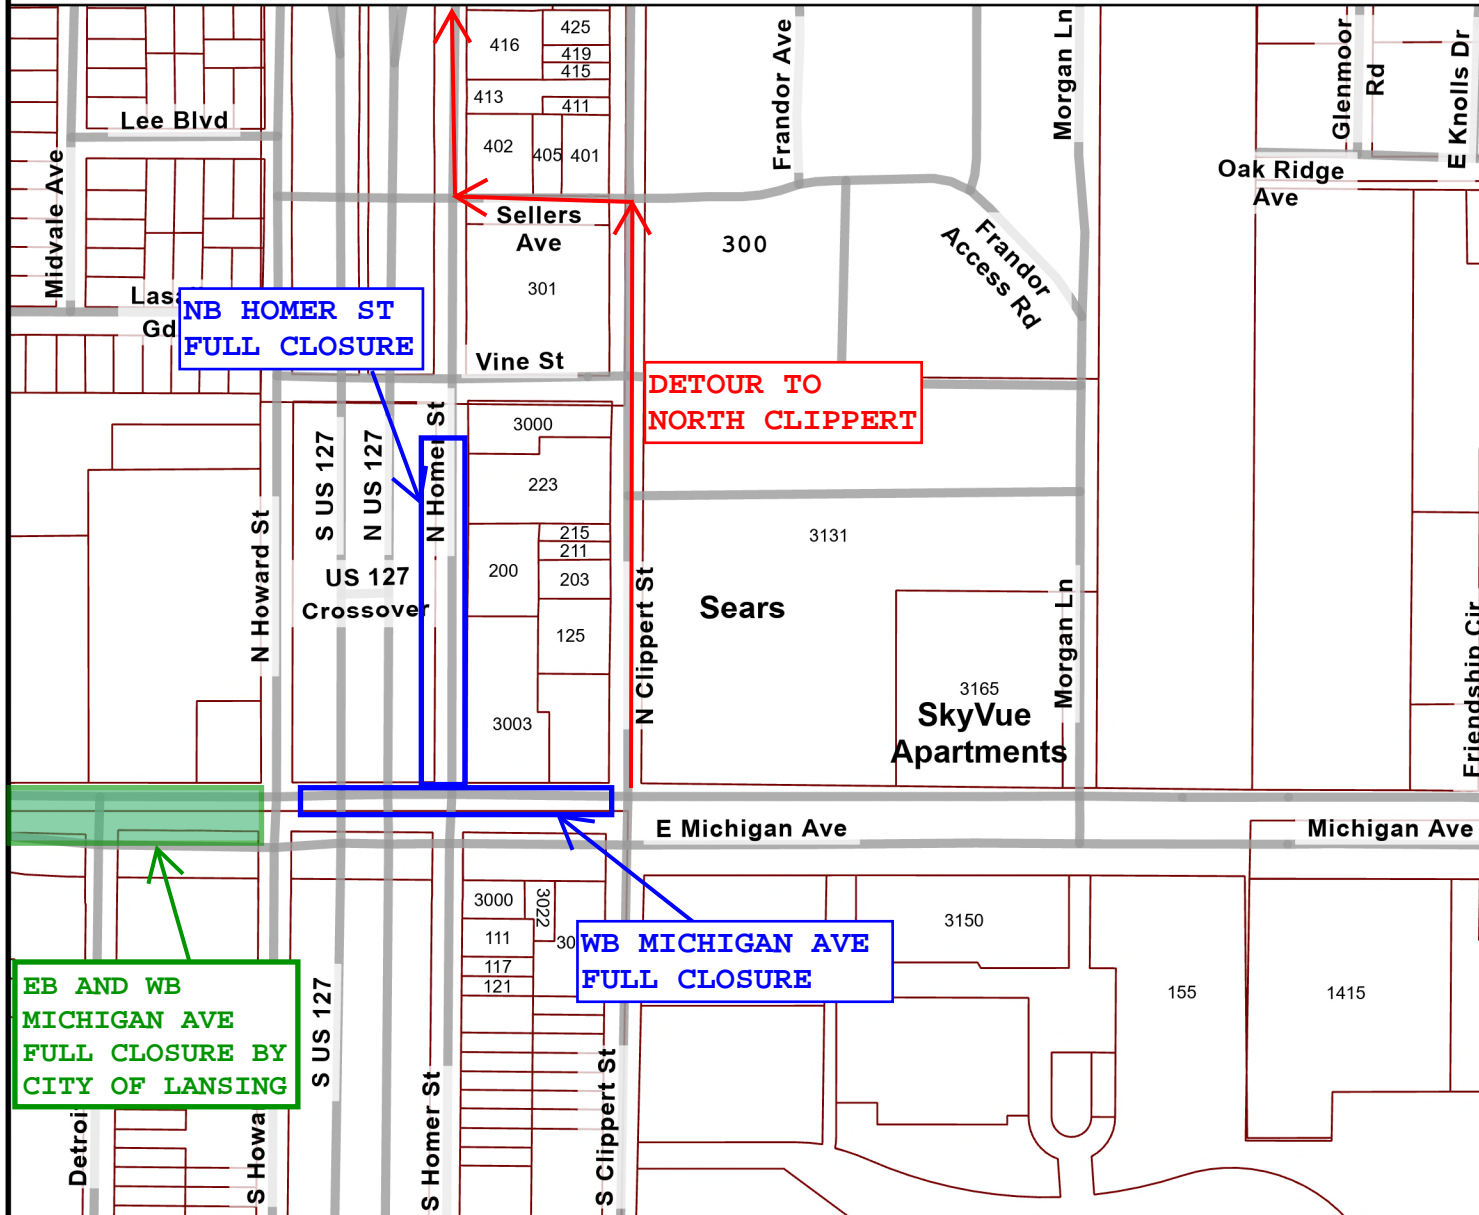 425
416
419
415
413
411
402
405
401
Lee Blvd
Midvale Ave
Frandor Ave
Morgan Ln
Glenmoor
Rd
E Knolls Dr
Oak Ridge
Ave
Sellers
Ave
300
Frandor
Access Rd
301
Gd
NB HOMER ST
FULL CLOSURE
Vine St
DETOUR TO
NORTH CLIPPERT
3000
223
S US 127
N US 127
N Homer St
N Howard St
US 127
Crossover
215
211
200
203
125
3003
N Clippert St
3131
Sears
3165
SkyVue
Apartments
Morgan Ln
Friendship Cir
E Michigan Ave
Michigan Ave
3000
3022
30
111
117
121
WB MICHIGAN AVE
FULL CLOSURE
3150
155
1415
EB AND WB
MICHIGAN AVE
FULL CLOSURE BY
CITY OF LANSING
S US 127
S Homer St
S Clippert St